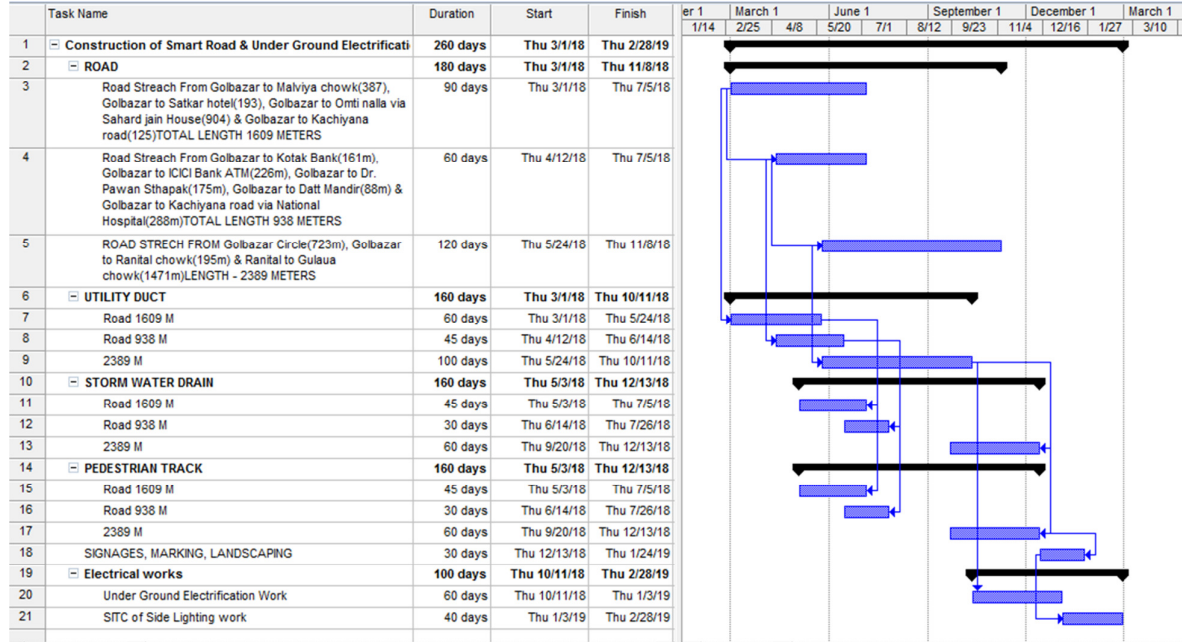 Task Name Duration Start Finish er 1 March 1 June 1 September 1 December 1 March 1
1/14 2/25 4/8 5/20 7/1 8/12 9/23 11/4 12/16 1/27 3/10
1 Construction of Smart Road & Under Ground Electrificati 260 days Thu 3/1/18 Thu 2/28/19
2 ROAD 180 days Thu 3/1/18 Thu 11/8/18
3 Road Streach From Golbazar to Malviya chowk(387), 90 days Thu 3/1/18 Thu 7/5/18
Golbazar to Satkar hotel(193), Golbazar to Omti nalla via
Sahard jain House(904) & Golbazar to Kachiyana
road(125)TOTAL LENGTH 1609 METERS
4 Road Streach From Golbazar to Kotak Bank(161m), 60 days Thu 4/12/18 Thu 7/5/18
Golbazar to ICICI Bank ATM(226m), Golbazar to Dr.
Pawan Sthapak(175m), Golbazar to Datt Mandir(88m) &
Golbazar to Kachiyana road via National
Hospital(288m)TOTAL LENGTH 938 METERS
5 ROAD STRECH FROM Golbazar Circle(723m), Golbazar 120 days Thu 5/24/18 Thu 11/8/18
to Ranital chowk(195m) & Ranital to Gulaua
chowk(1471m)LENGTH - 2389 METERS
6 UTILITY DUCT 160 days Thu 3/1/18 Thu 10/11/18
7 Road 1609 M 60 days Thu 3/1/18 Thu 5/24/18
8 Road 938 M 45 days Thu 4/12/18 Thu 6/14/18
9 2389 M 100 days Thu 5/24/18 Thu 10/11/18
10 STORM WATER DRAIN 160 days Thu 5/3/18 Thu 12/13/18
11 Road 1609 M 45 days Thu 5/3/18 Thu 7/5/18
12 Road 938 M 30 days Thu 6/14/18 Thu 7/26/18
13 2389 M 60 days Thu 9/20/18 Thu 12/13/18
14 PEDESTRIAN TRACK 160 days Thu 5/3/18 Thu 12/13/18
15 Road 1609 M 45 days Thu 5/3/18 Thu 7/5/18
16 Road 938 M 30 days Thu 6/14/18 Thu 7/26/18
17 2389 M 60 days Thu 9/20/18 Thu 12/13/18
18 SIGNAGES, MARKING, LANDSCAPING 30 days Thu 12/13/18 Thu 1/24/19
19 Electrical works 100 days Thu 10/11/18 Thu 2/28/19
20 Under Ground Electrification Work 60 days Thu 10/11/18 Thu 1/3/19
21 SITC of Side Lighting work 40 days Thu 1/3/19 Thu 2/28/19